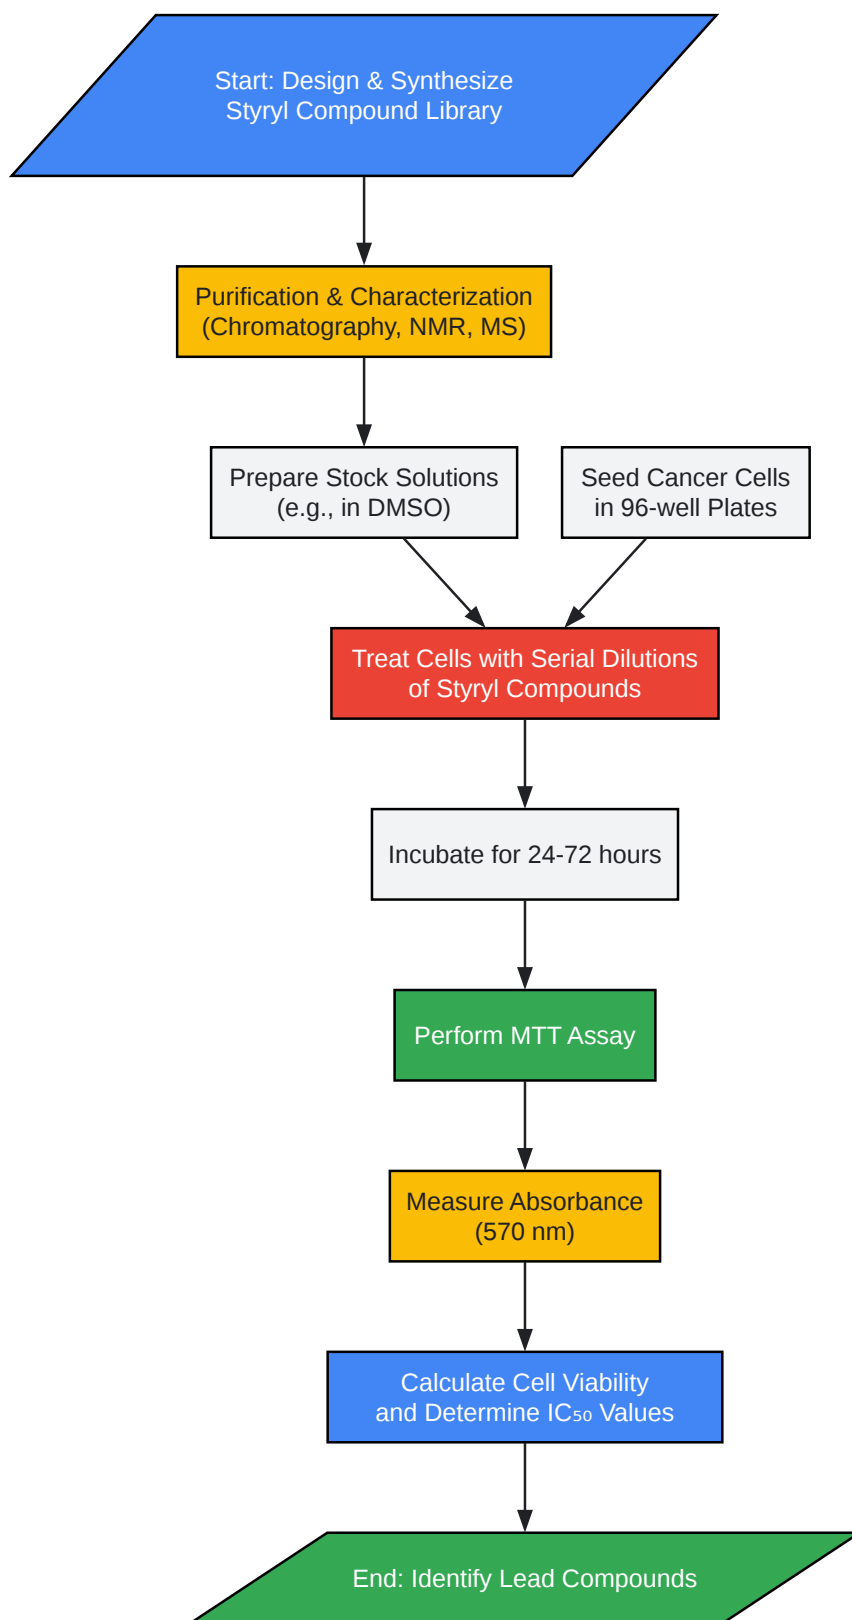 Start: Design & Synthesize
Styryl Compound Library
Purification & Characterization
(Chromatography, NMR, MS)
Prepare Stock Solutions
(e.g., in DMSO)
Seed Cancer Cells
in 96-well Plates
Treat Cells with Serial Dilutions
of Styryl Compounds
Incubate for 24-72 hours
Perform MTT Assay
Measure Absorbance
(570 nm)
Calculate Cell Viability
and Determine IC₅₀ Values
End: Identify Lead Compounds